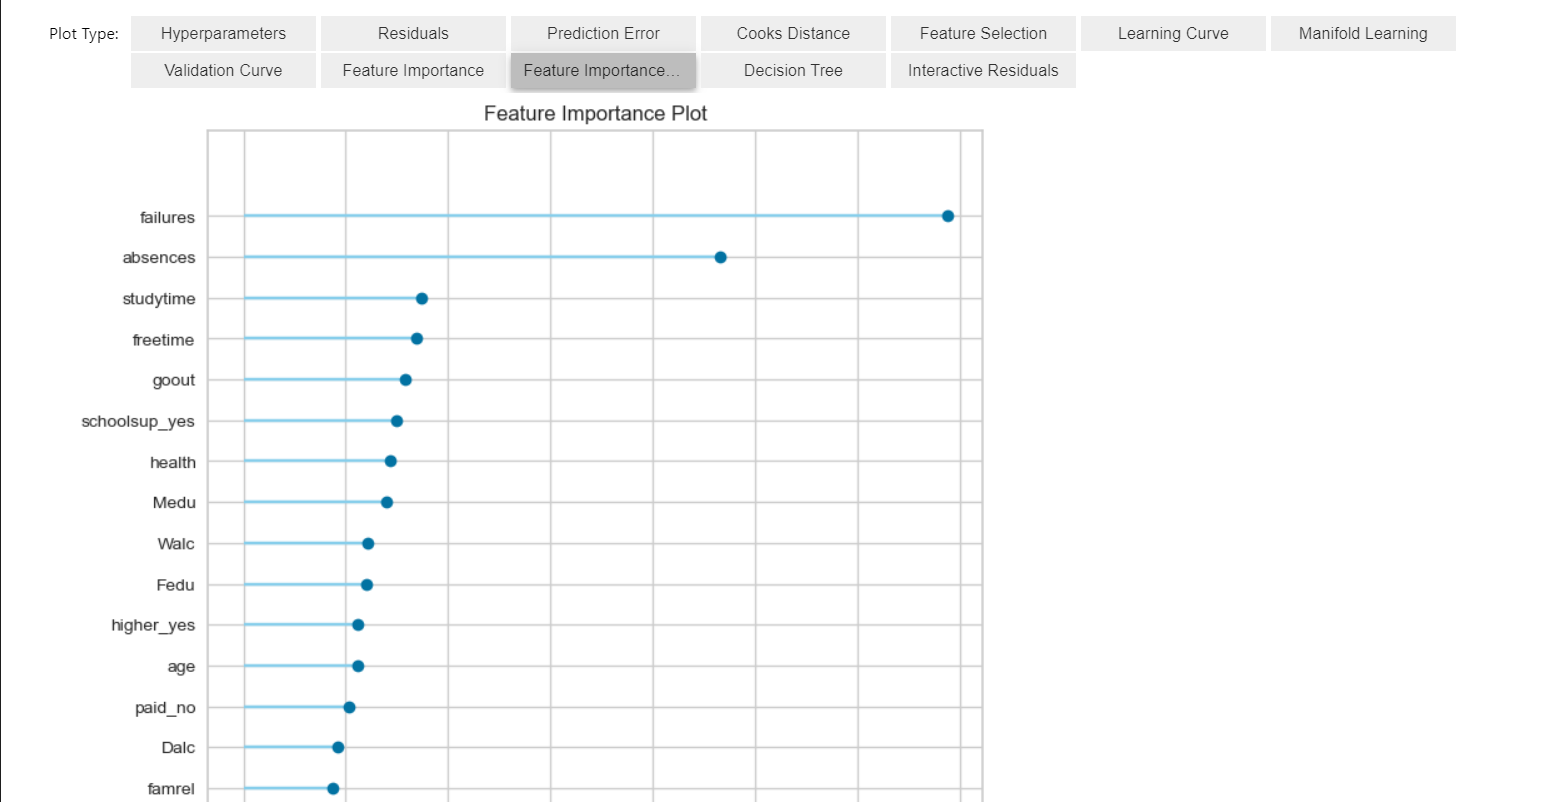 Plot Type: Hyperparameters Residuals Prediction Error Cooks Distance Feature Selection Learning Curve Manifold Learning
Validation Curve Feature Importance Feature Importance... Decision Tree Interactive Residuals
Feature Importance Plot
failures
absences
studytime
freetime
goout
schoolsup_yes
health
Medu
Walc
Fedu
higher_yes
age
paid_no
Dalc
famrel